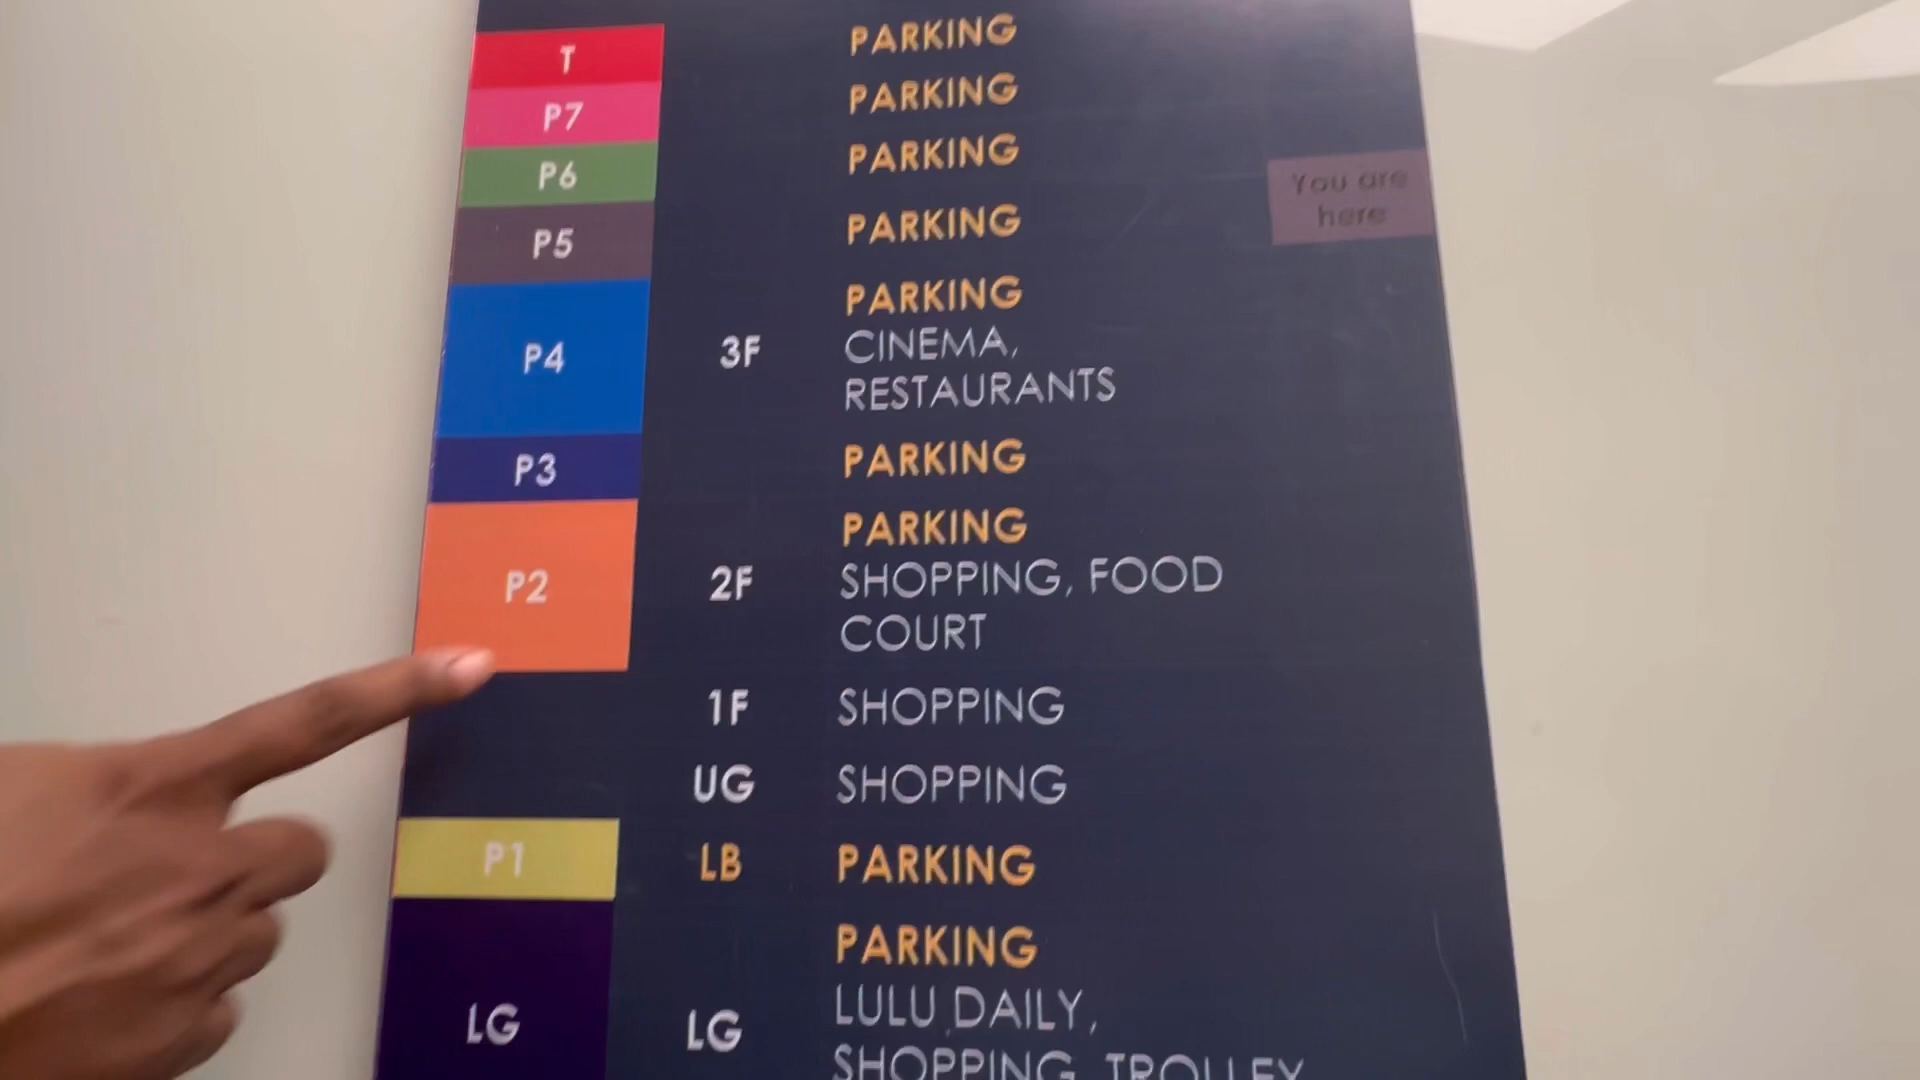 T PARKING
P7 PARKING
P6 PARKING
You are
here
P5 PARKING
PARKING
P4 3F CINEMA,
RESTAURANTS
P3 PARKING
PARKING
P2 2F SHOPPING, FOOD
COURT
1F SHOPPING
UG SHOPPING
P1 LB PARKING
PARKING
LG LG LULU DAILY,
SHOPPING, TROLLEY